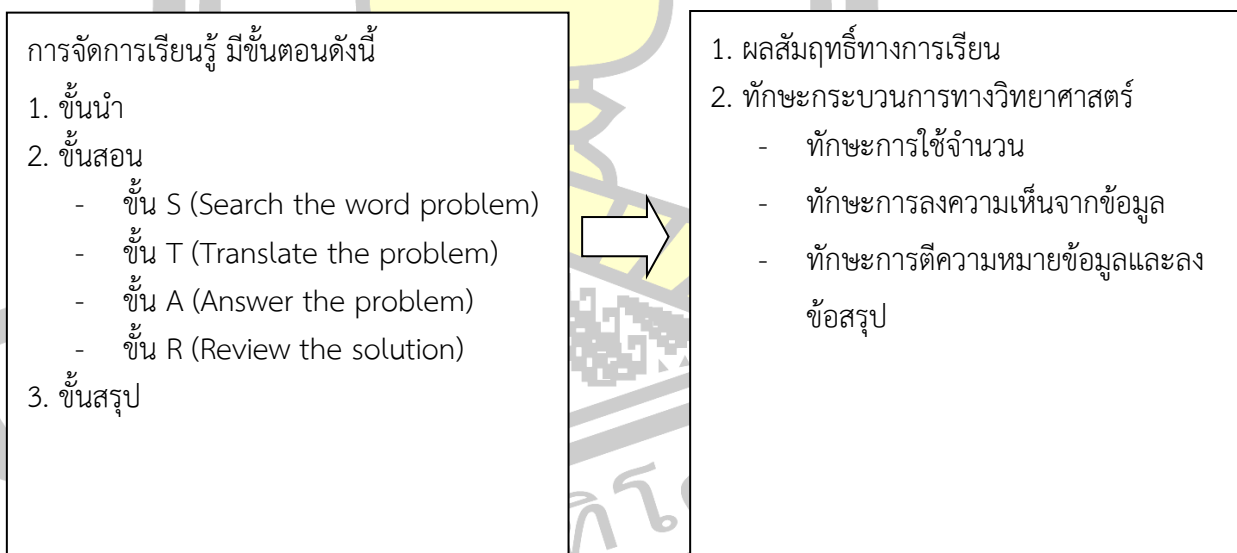 การจัดการเรียนรู้ มีขั้นตอนดังนี้
1. ขั้นนำ
2. ขั้นสอน
- ขั้น S (Search the word problem)
- ขั้น T (Translate the problem)
- ขั้น A (Answer the problem)
- ขั้น R (Review the solution)
3. ขั้นสรุป
1. ผลสัมฤทธิ์ทางการเรียน
2. ทักษะกระบวนการทางวิทยาศาสตร์
- ทักษะการใช้จำนวน
- ทักษะการลงความเห็นจากข้อมูล
- ทักษะการตีความหมายข้อมูลและลง
ข้อสรุป